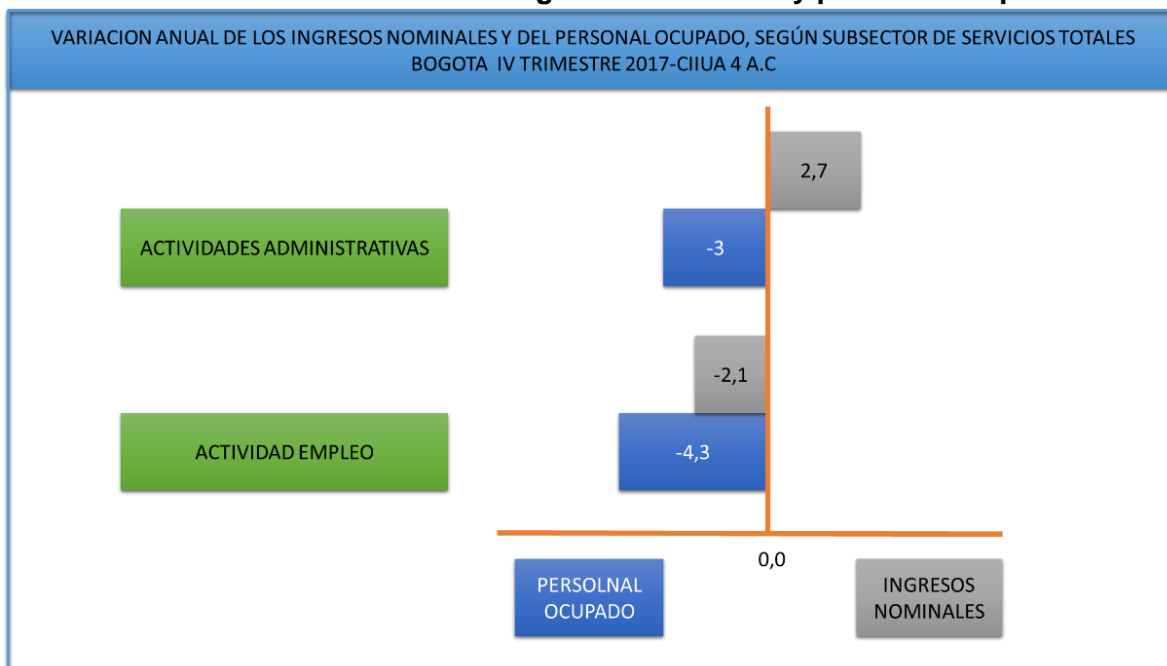 VARIACION ANUAL DE LOS INGRESOS NOMINALES Y DEL PERSONAL OCUPADO, SEGÚN SUBSECTOR DE SERVICIOS TOTALES
BOGOTA IV TRIMESTRE 2017-CIIUA 4 A.C
2,7
ACTIVIDADES ADMINISTRATIVAS
-3
-2,1
ACTIVIDAD EMPLEO
-4,3
0,0
PERSOLNAL
OCUPADO
INGRESOS
NOMINALES